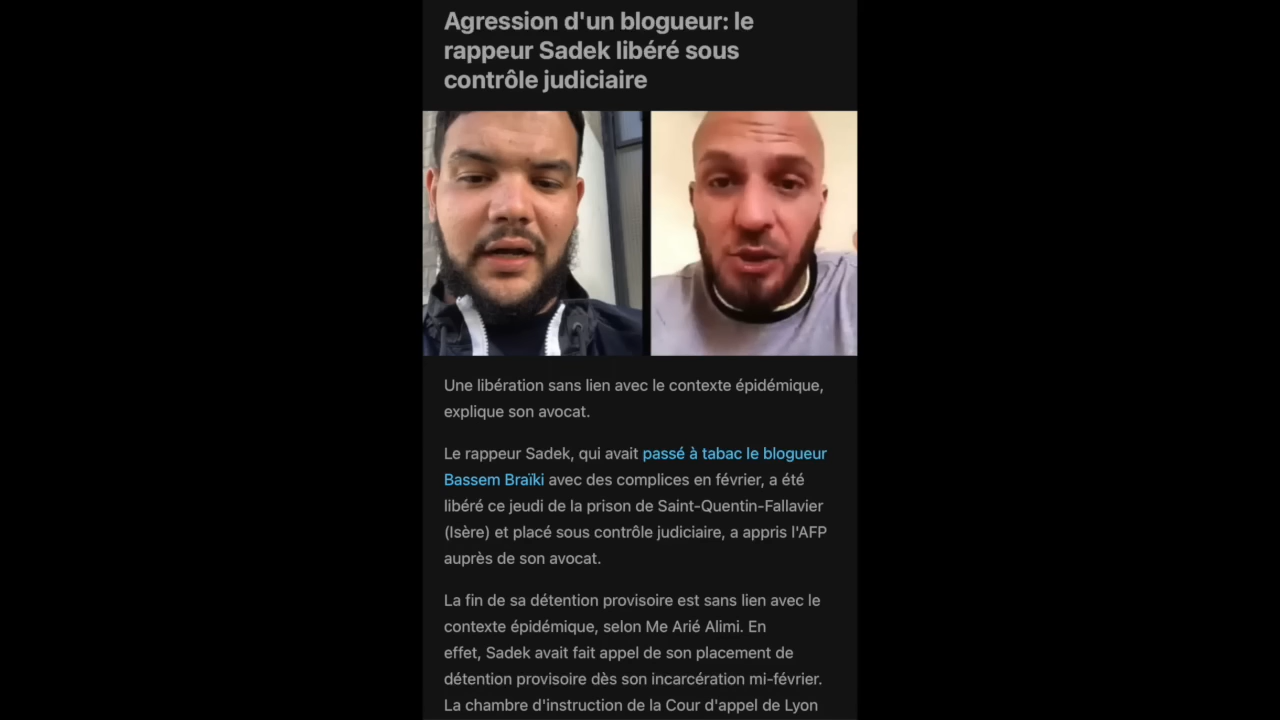 Agression d'un blogueur: le
rappeur Sadek libéré sous
contrôle judiciaire
Une libération sans lien avec le contexte épidémique,
explique son avocat.
Le rappeur Sadek, qui avait passé à tabac le blogueur
Bassem Braïki avec des complices en février, a été
libéré ce jeudi de la prison de Saint-Quentin-Fallavier
(Isère) et placé sous contrôle judiciaire, a appris l'AFP
auprès de son avocat.
La fin de sa détention provisoire est sans lien avec le
contexte épidémique, selon Me Arié Alimi. En
effet, Sadek avait fait appel de son placement de
détention provisoire dès son incarcération mi-février.
La chambre d'instruction de la Cour d'appel de Lyon